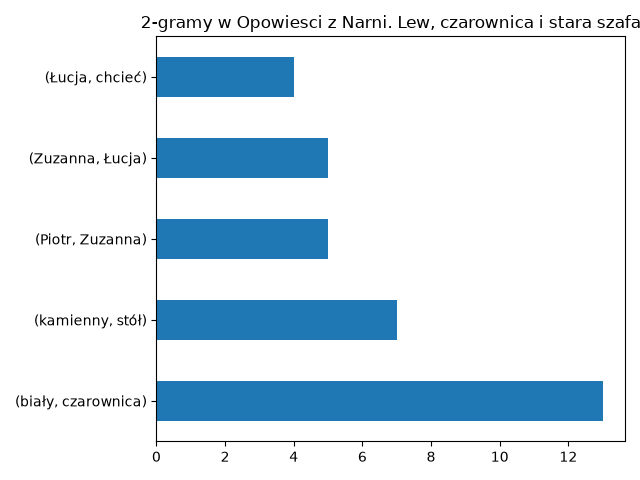 2-gramy w Opowiesci z Narni. Lew, czarownica i stara szafa
(Łucja, chcieć)
(Zuzanna, Łucja)
(Piotr, Zuzanna)
(kamienny, stół)
(biały, czarownica)
0 2 4 6 8 10 12